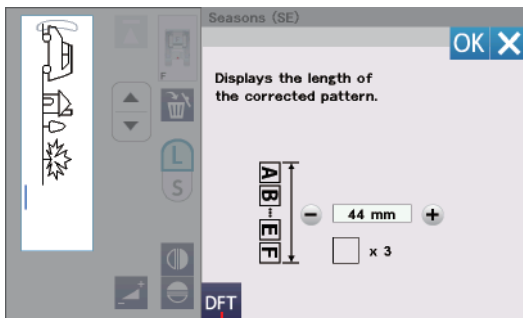 Seasons (SE)
OK
Displays the length of
the corrected pattern.
F
L
S
A
B
E
F
44 mm
x 3
DFT